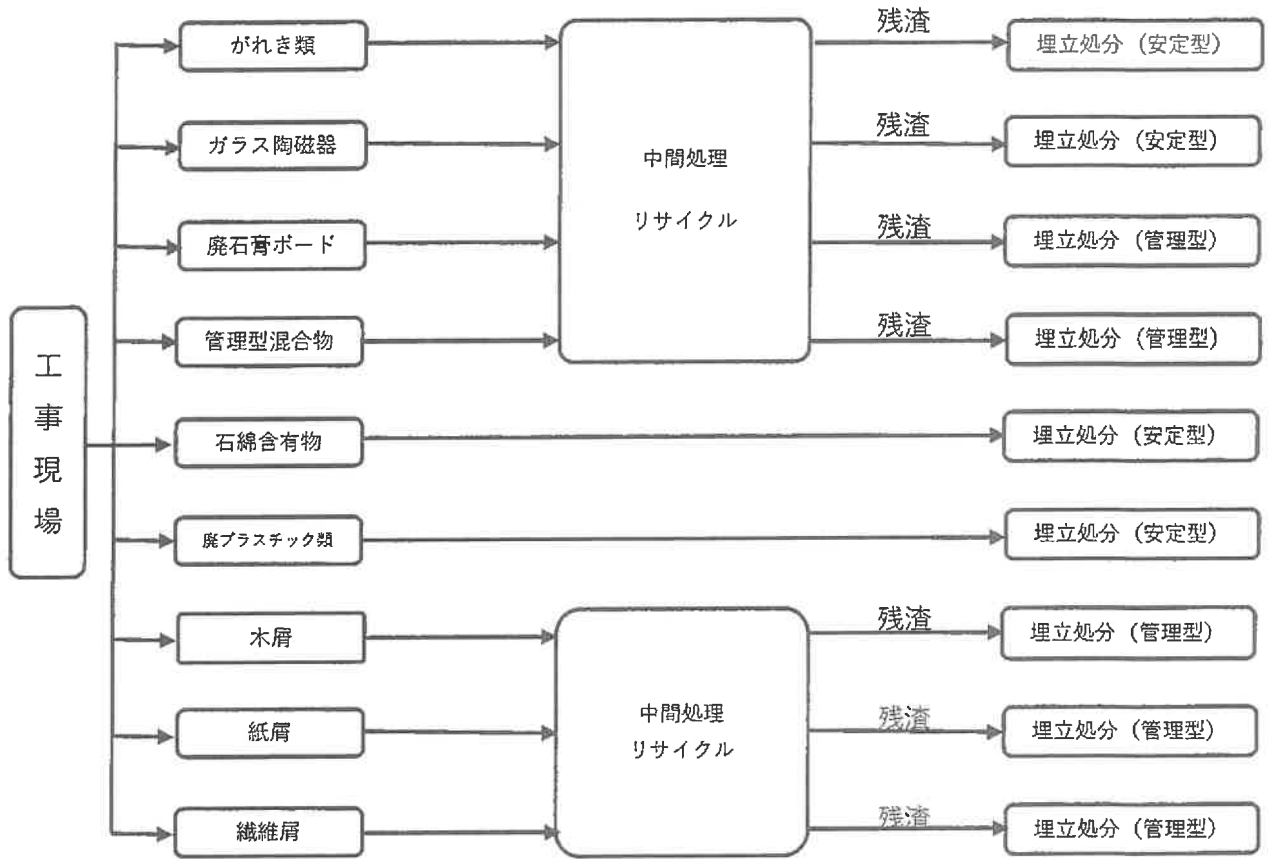 工事現場
がれき類
ガラス陶磁器
廃石膏ボード
管理型混合物
石綿含有物
廃プラスチック類
木屑
紙屑
繊維屑
中間処理
リサイクル
中間処理
リサイクル
残渣
埋立処分（安定型）
残渣
埋立処分（安定型）
残渣
埋立処分（管理型）
残渣
埋立処分（管理型）
埋立処分（安定型）
埋立処分（安定型）
残渣
埋立処分（管理型）
残渣
埋立処分（管理型）
残渣
埋立処分（管理型）